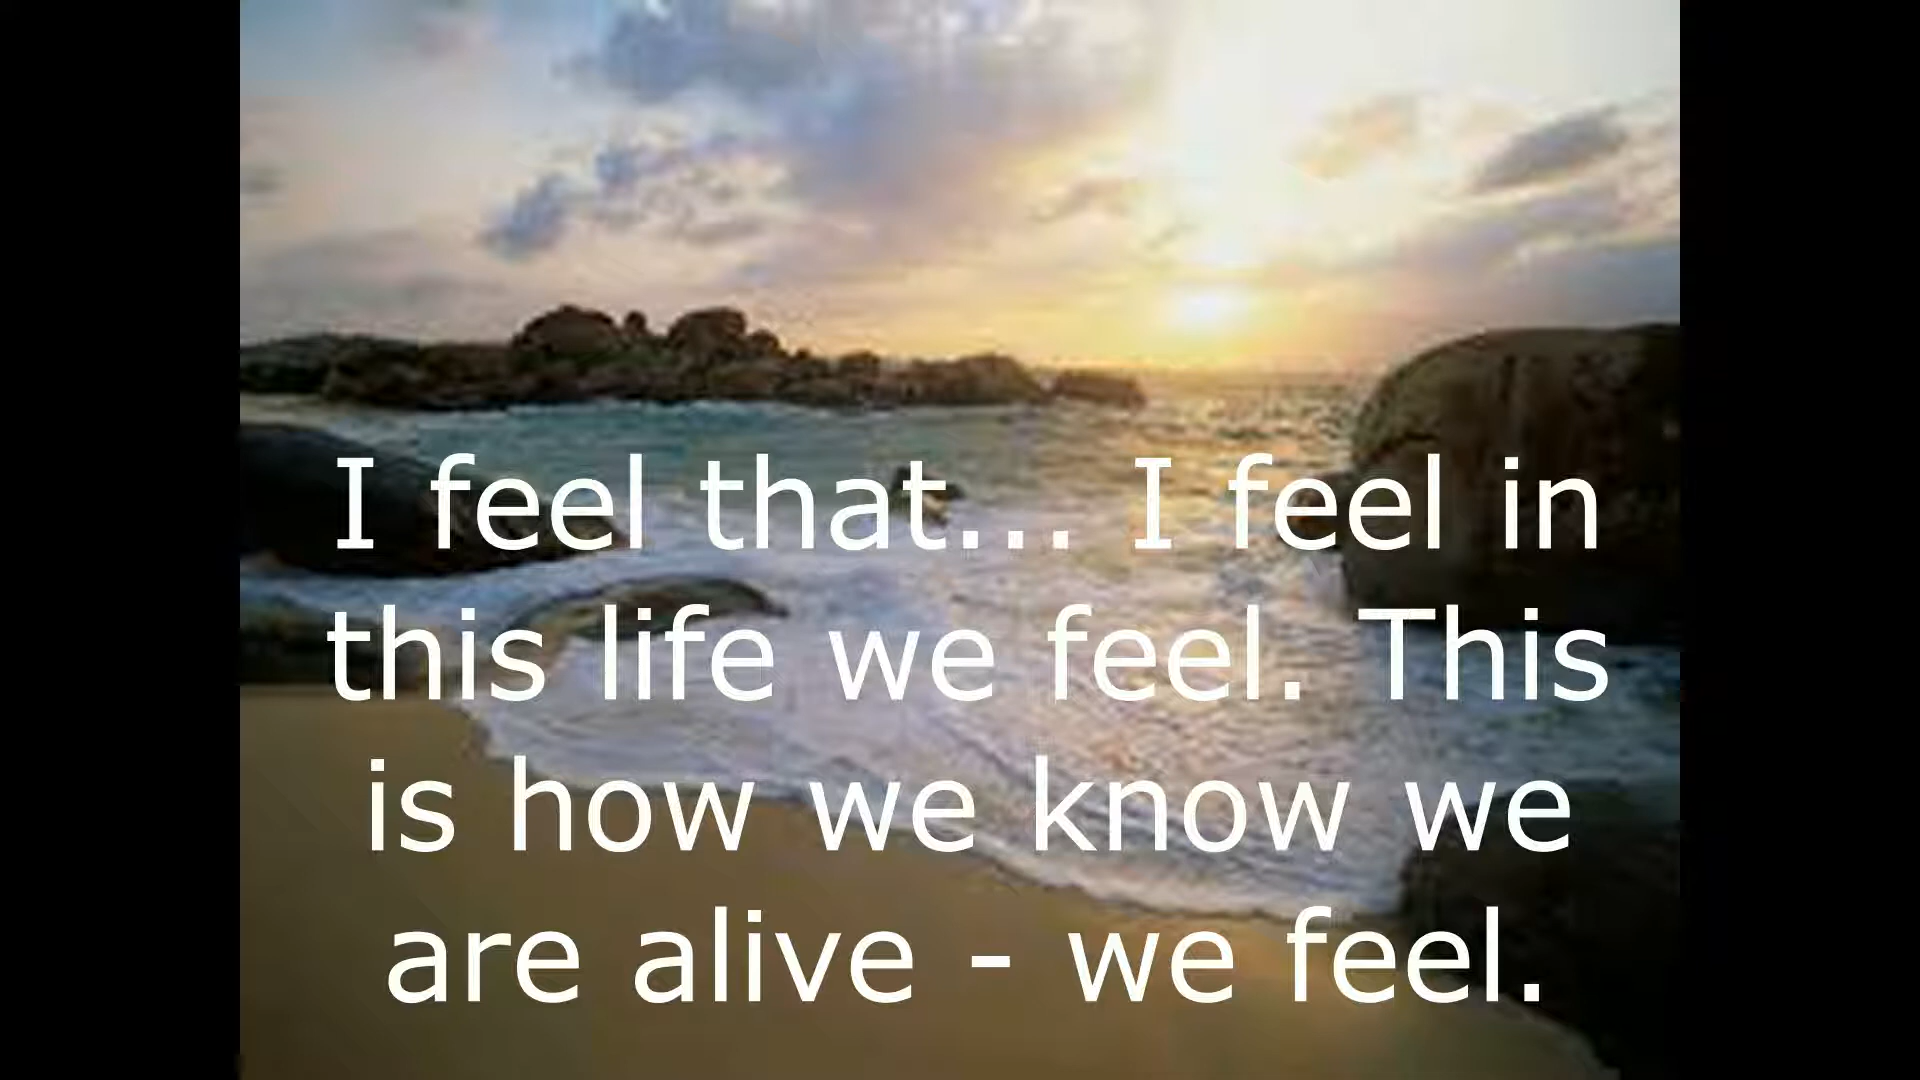 I feel that... I feel in
this life we feel. This
is how we know we
are alive - we feel.